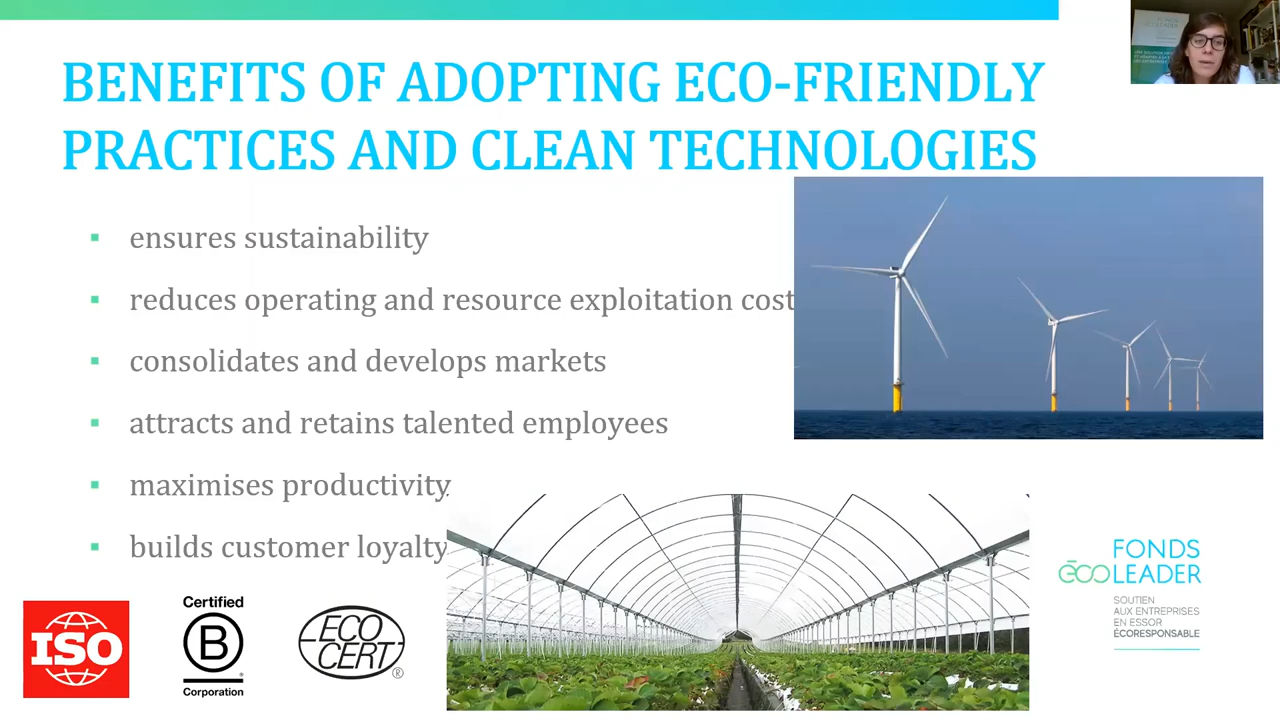 BENEFITS OF ADOPTING ECO-FRIENDLY
PRACTICES AND CLEAN TECHNOLOGIES
ensures sustainability
reduces operating and resource exploitation cost
consolidates and develops markets
attracts and retains talented employees
maximises productivity
builds customer loyalty
ISO
Certified
B
Corporation
ECO
CERT
®
FONDS
écoLEADER
SOUTIEN
AUX ENTREPRISES
EN ESSOR
ÉCORESPONSABLE